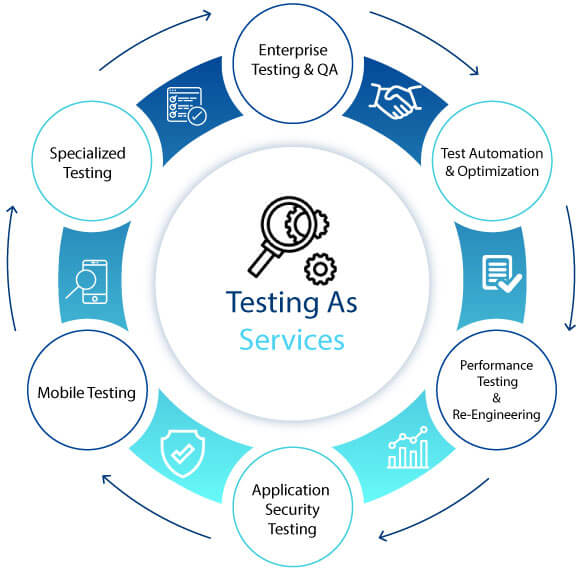 Enterprise
Testing & QA
Test Automation
& Optimization
Performance
Testing
&
Re-Engineering
Application
Security
Testing
Mobile Testing
Specialized
Testing
Testing As
Services